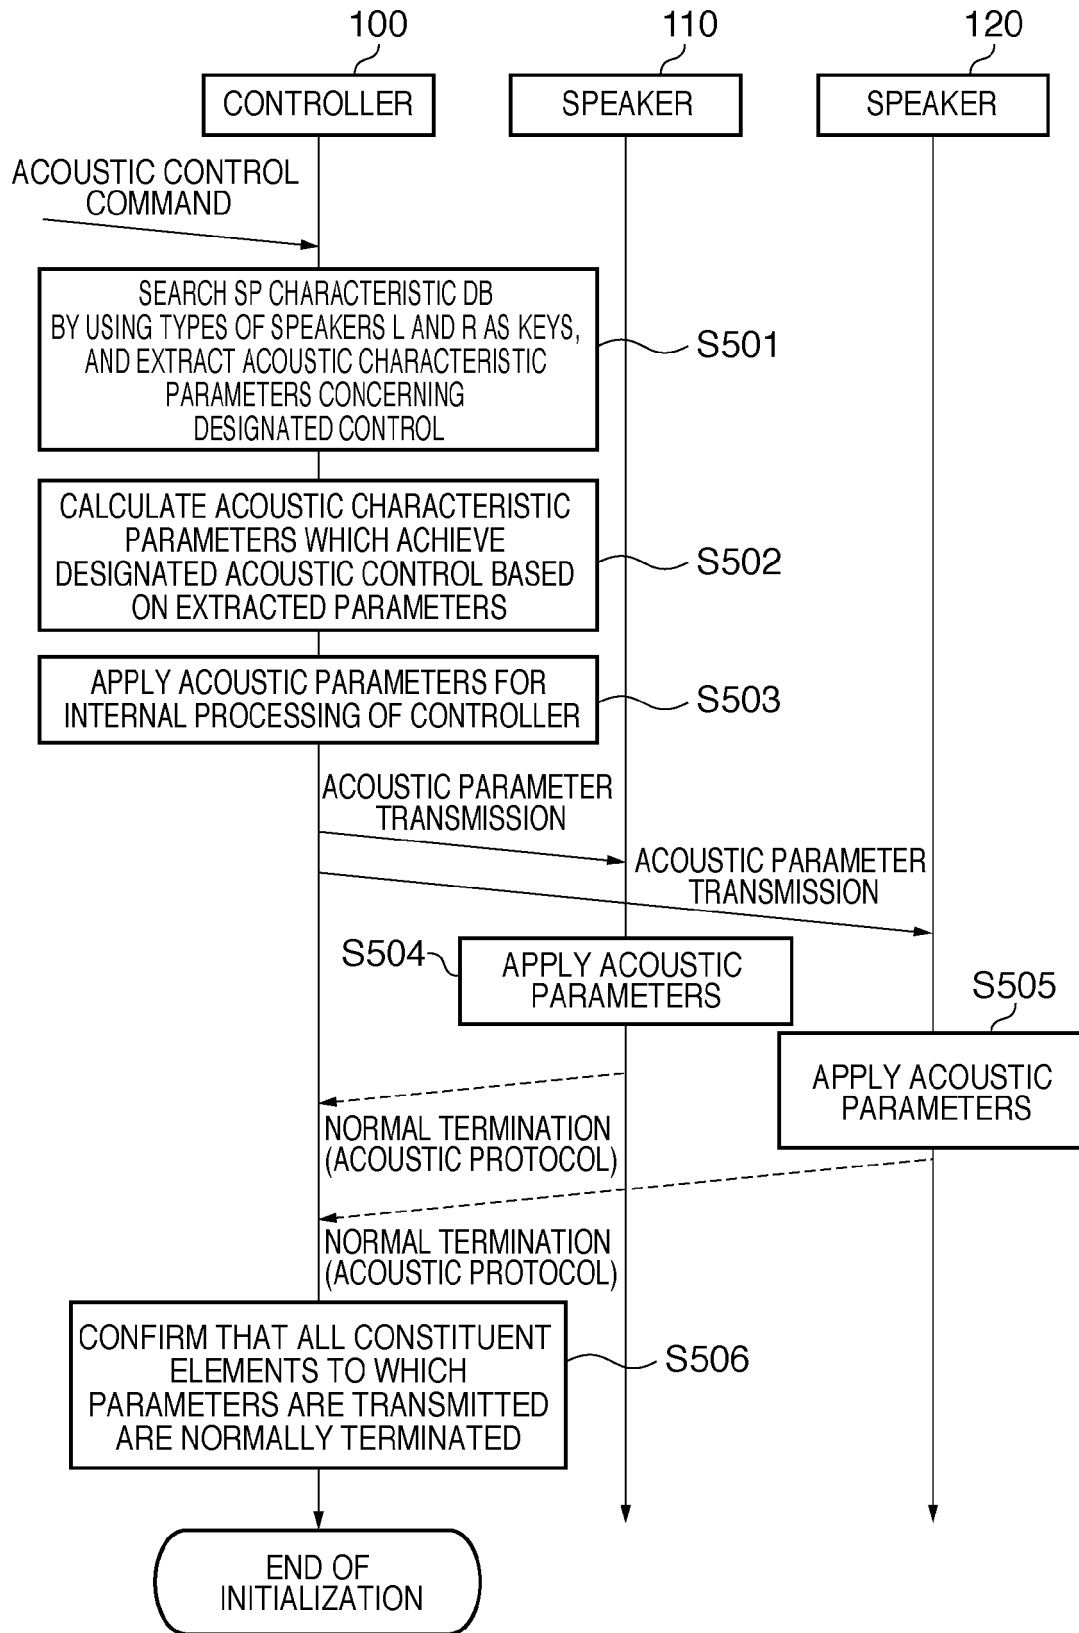 100
110
120
CONTROLLER
SPEAKER
SPEAKER
ACOUSTIC CONTROL
COMMAND
SEARCH SP CHARACTERISTIC DB
BY USING TYPES OF SPEAKERS L AND R AS KEYS,
AND EXTRACT ACOUSTIC CHARACTERISTIC
PARAMETERS CONCERNING
DESIGNATED CONTROL
S501
CALCULATE ACOUSTIC CHARACTERISTIC
PARAMETERS WHICH ACHIEVE
DESIGNATED ACOUSTIC CONTROL BASED
ON EXTRACTED PARAMETERS
S502
APPLY ACOUSTIC PARAMETERS FOR
INTERNAL PROCESSING OF CONTROLLER
S503
ACOUSTIC PARAMETER
TRANSMISSION
ACOUSTIC PARAMETER
TRANSMISSION
S504
APPLY ACOUSTIC
PARAMETERS
S505
APPLY ACOUSTIC
PARAMETERS
NORMAL TERMINATION
(ACOUSTIC PROTOCOL)
NORMAL TERMINATION
(ACOUSTIC PROTOCOL)
CONFIRM THAT ALL CONSTITUENT
ELEMENTS TO WHICH
PARAMETERS ARE TRANSMITTED
ARE NORMALLY TERMINATED
S506
END OF
INITIALIZATION